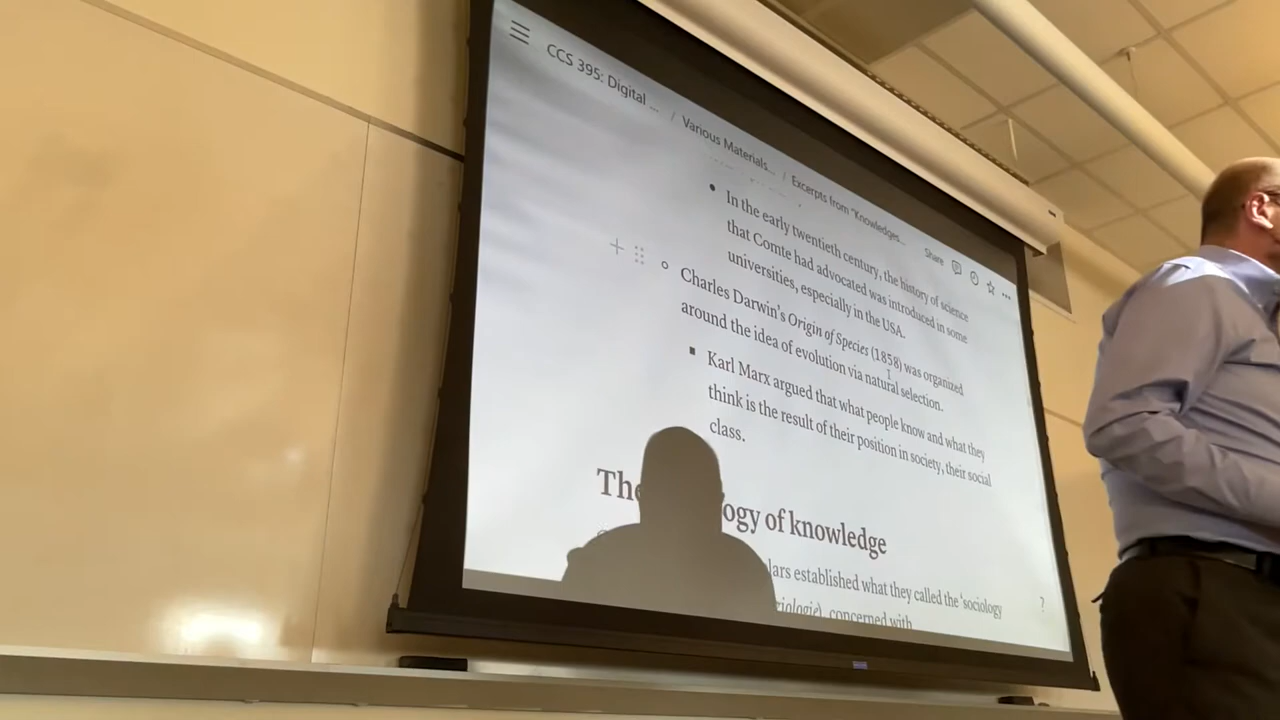 CCS 395: Digital ... / Various Materials... / Excerpts from "Knowledges...
Share
• In the early twentieth century, the history of science
that Comte had advocated was introduced in some
universities, especially in the USA.
Charles Darwin's Origin of Species (1858) was organized
around the idea of evolution via natural selection.
▪ Karl Marx argued that what people know and what they
think is the result of their position in society, their social
class.
ogy of knowledge
established what they called the 'sociology
concerned with
?